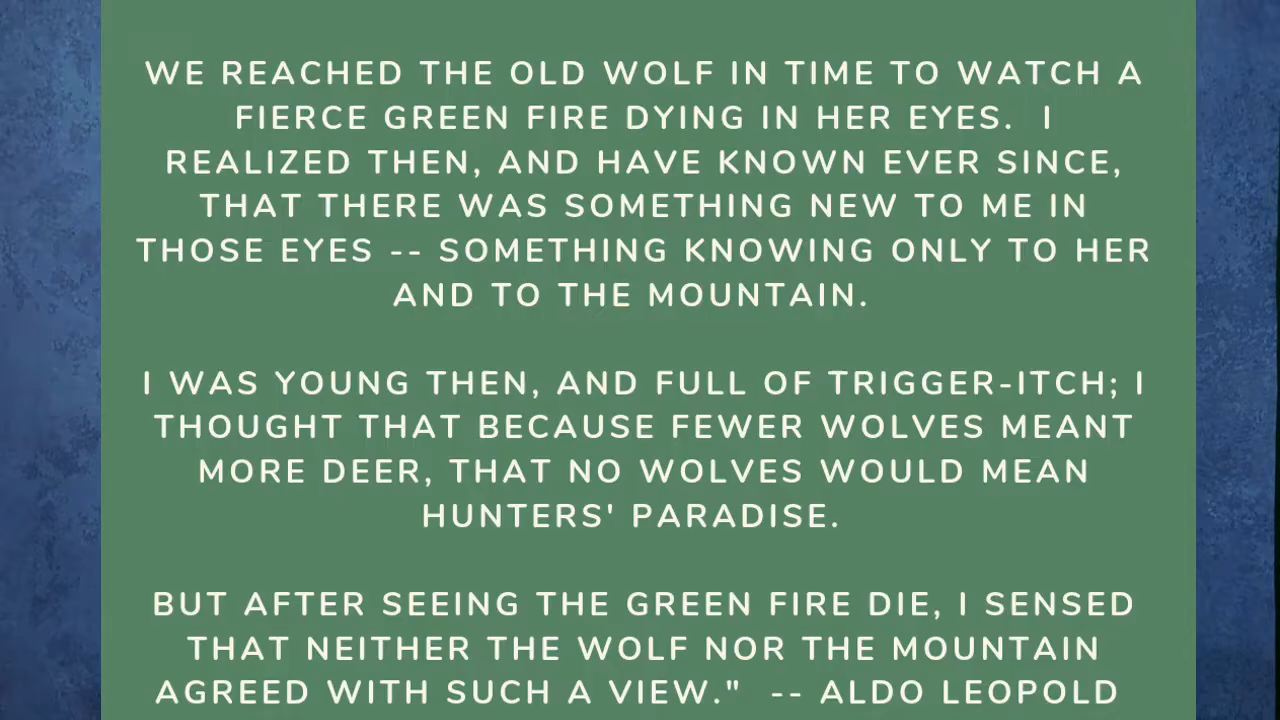 WE REACHED THE OLD WOLF IN TIME TO WATCH A
FIERCE GREEN FIRE DYING IN HER EYES.  I
REALIZED THEN, AND HAVE KNOWN EVER SINCE,
THAT THERE WAS SOMETHING NEW TO ME IN
THOSE EYES -- SOMETHING KNOWING ONLY TO HER
AND TO THE MOUNTAIN.
I WAS YOUNG THEN, AND FULL OF TRIGGER-ITCH; I
THOUGHT THAT BECAUSE FEWER WOLVES MEANT
MORE DEER, THAT NO WOLVES WOULD MEAN
HUNTERS' PARADISE.
BUT AFTER SEEING THE GREEN FIRE DIE, I SENSED
THAT NEITHER THE WOLF NOR THE MOUNTAIN
AGREED WITH SUCH A VIEW."  -- ALDO LEOPOLD